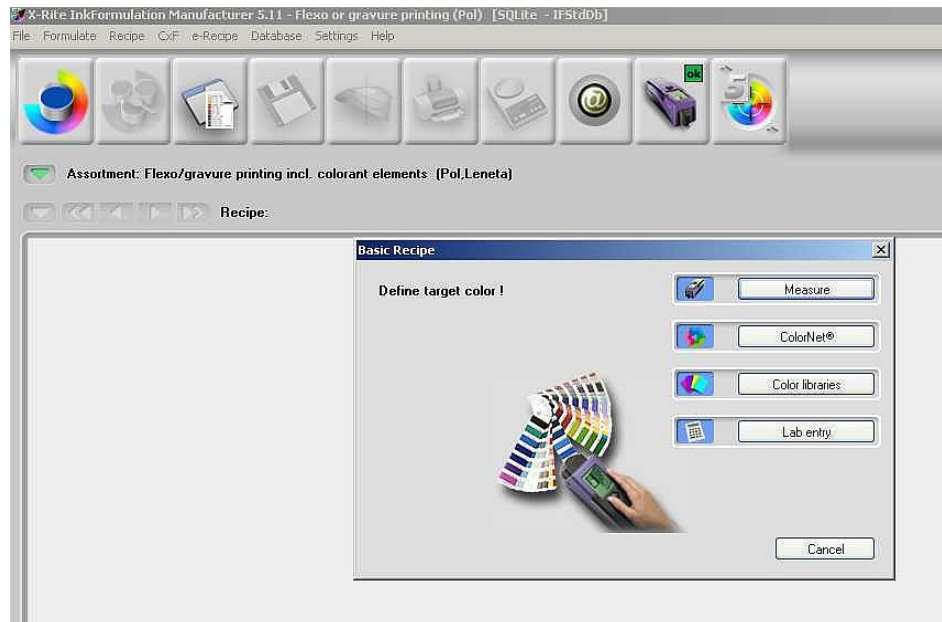 X-Rite InkFormulation Manufacturer 5.11 - Flexo or gravure printing (Pol) [SQLite - IFStdDb]
File Formulate Recipe CxF e-Recipe Database Settings Help
ok
@
5
Assortment: Flexo/gravure printing incl. colorant elements (Pol,Leneta)
Recipe:
Basic Recipe
Define target color !
Measure
ColorNet®
Color libraries
Lab entry
Cancel